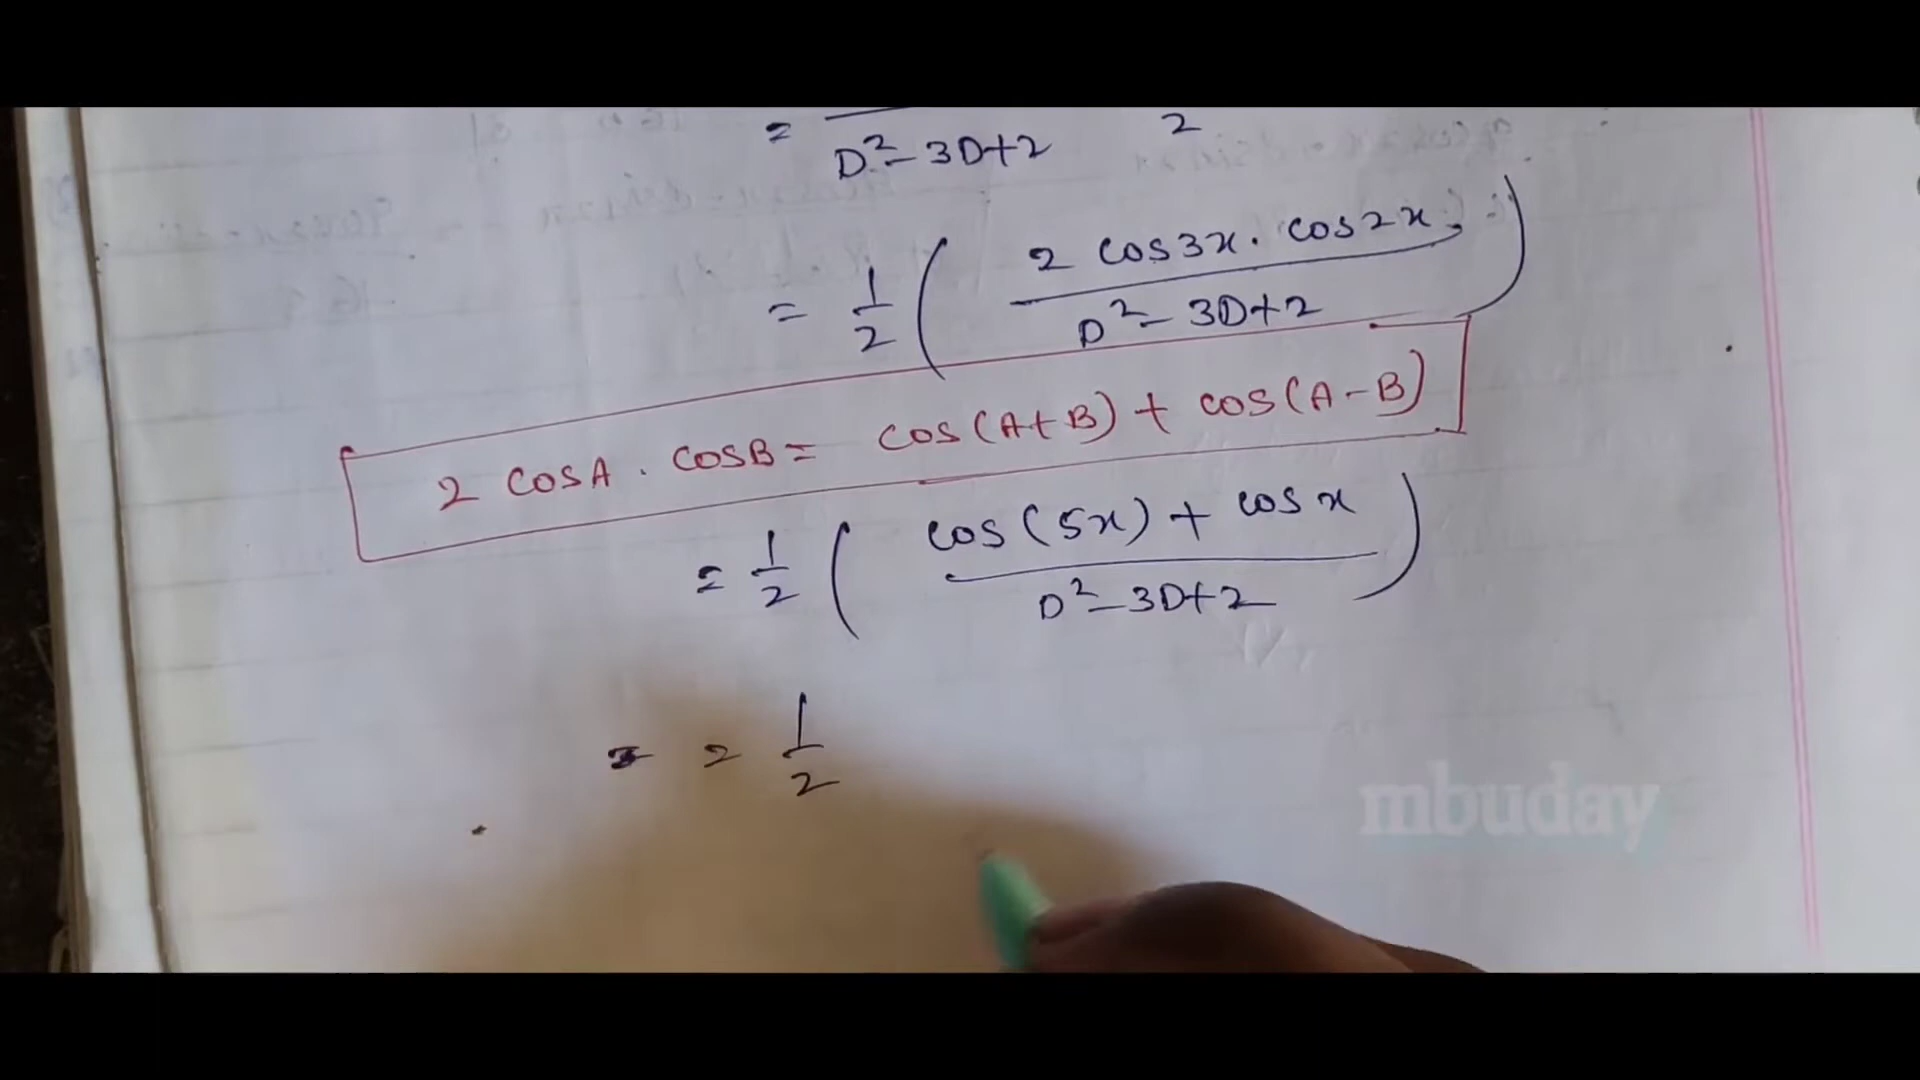 = ―/(D²-3D+2) 2
= 1/2 ( (2 cos3x . cos2x)/(D²-3D+2) )
2 cosA . cosB = cos(A+B) + cos(A-B)
= 1/2 ( (cos(5x) + cosx)/(D²-3D+2) )
= = 1/2
mbuday